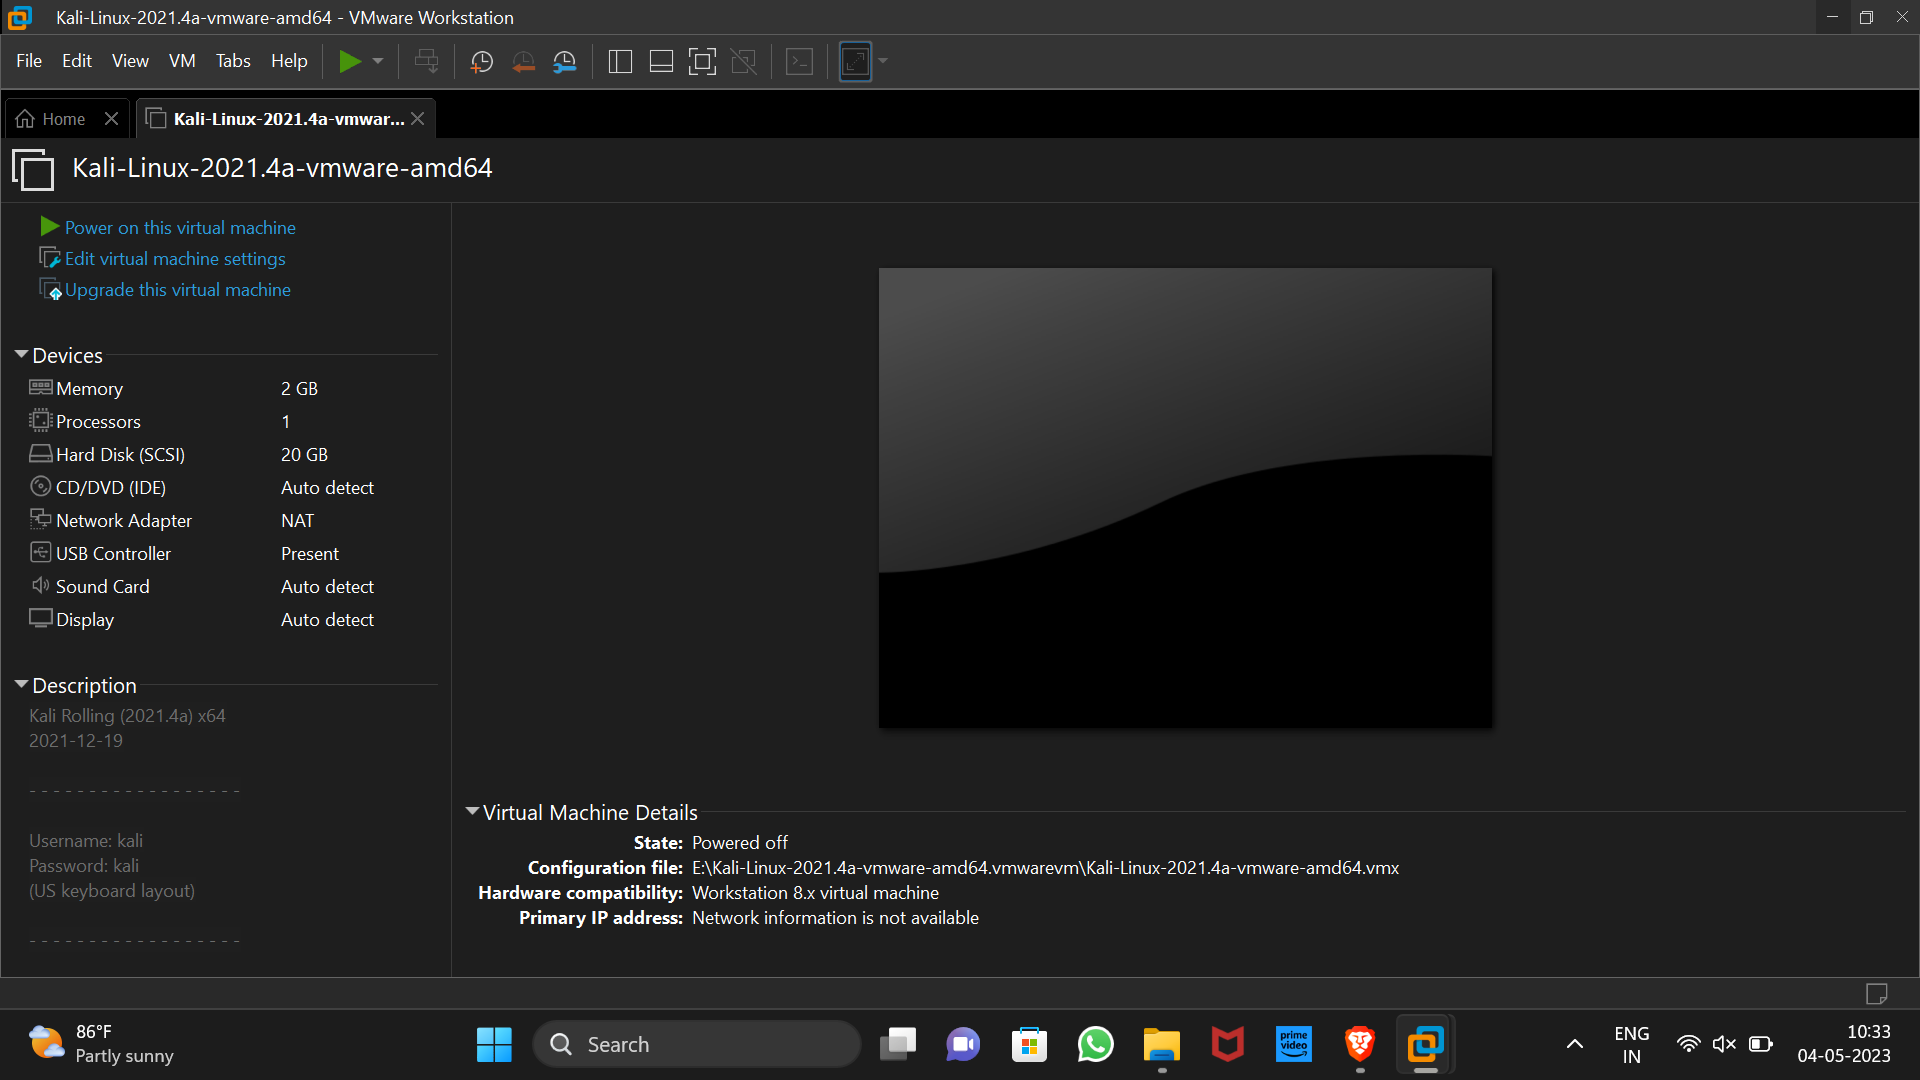 Kali-Linux-2021.4a-vmware-amd64 - VMware Workstation
File Edit View VM Tabs Help
Home Kali-Linux-2021.4a-vmwar...
Kali-Linux-2021.4a-vmware-amd64
Power on this virtual machine
Edit virtual machine settings
Upgrade this virtual machine
Devices
Memory 2 GB
Processors 1
Hard Disk (SCSI) 20 GB
CD/DVD (IDE) Auto detect
Network Adapter NAT
USB Controller Present
Sound Card Auto detect
Display Auto detect
Description
Kali Rolling (2021.4a) x64
2021-12-19
- - - - - - - - - - - - - - - - - -
Username: kali
Password: kali
(US keyboard layout)
- - - - - - - - - - - - - - - - - -
Virtual Machine Details
State: Powered off
Configuration file: E:\Kali-Linux-2021.4a-vmware-amd64.vmwarevm\Kali-Linux-2021.4a-vmware-amd64.vmx
Hardware compatibility: Workstation 8.x virtual machine
Primary IP address: Network information is not available
86°F
Partly sunny
Search
prime video
ENG
IN
10:33
04-05-2023